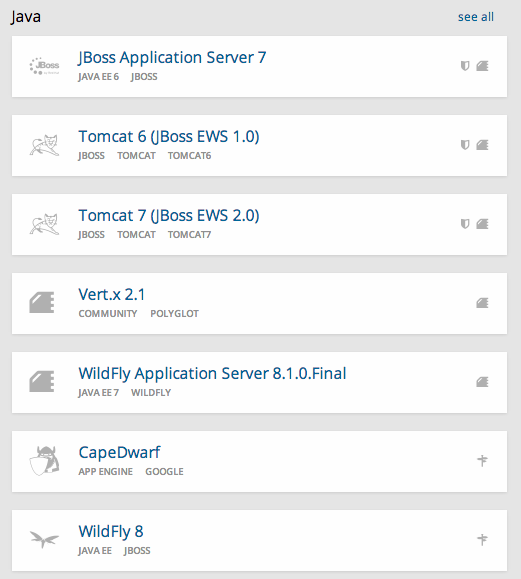 Java
see all
JBoss Application Server 7
JAVA EE 6 JBOSS
JBoss
Tomcat 6 (JBoss EWS 1.0)
JBOSS TOMCAT TOMCAT6
Tomcat 7 (JBoss EWS 2.0)
JBOSS TOMCAT TOMCAT7
Vert.x 2.1
COMMUNITY POLYGLOT
WildFly Application Server 8.1.0.Final
JAVA EE 7 WILDFLY
CapeDwarf
APP ENGINE GOOGLE
WildFly 8
JAVA EE JBOSS